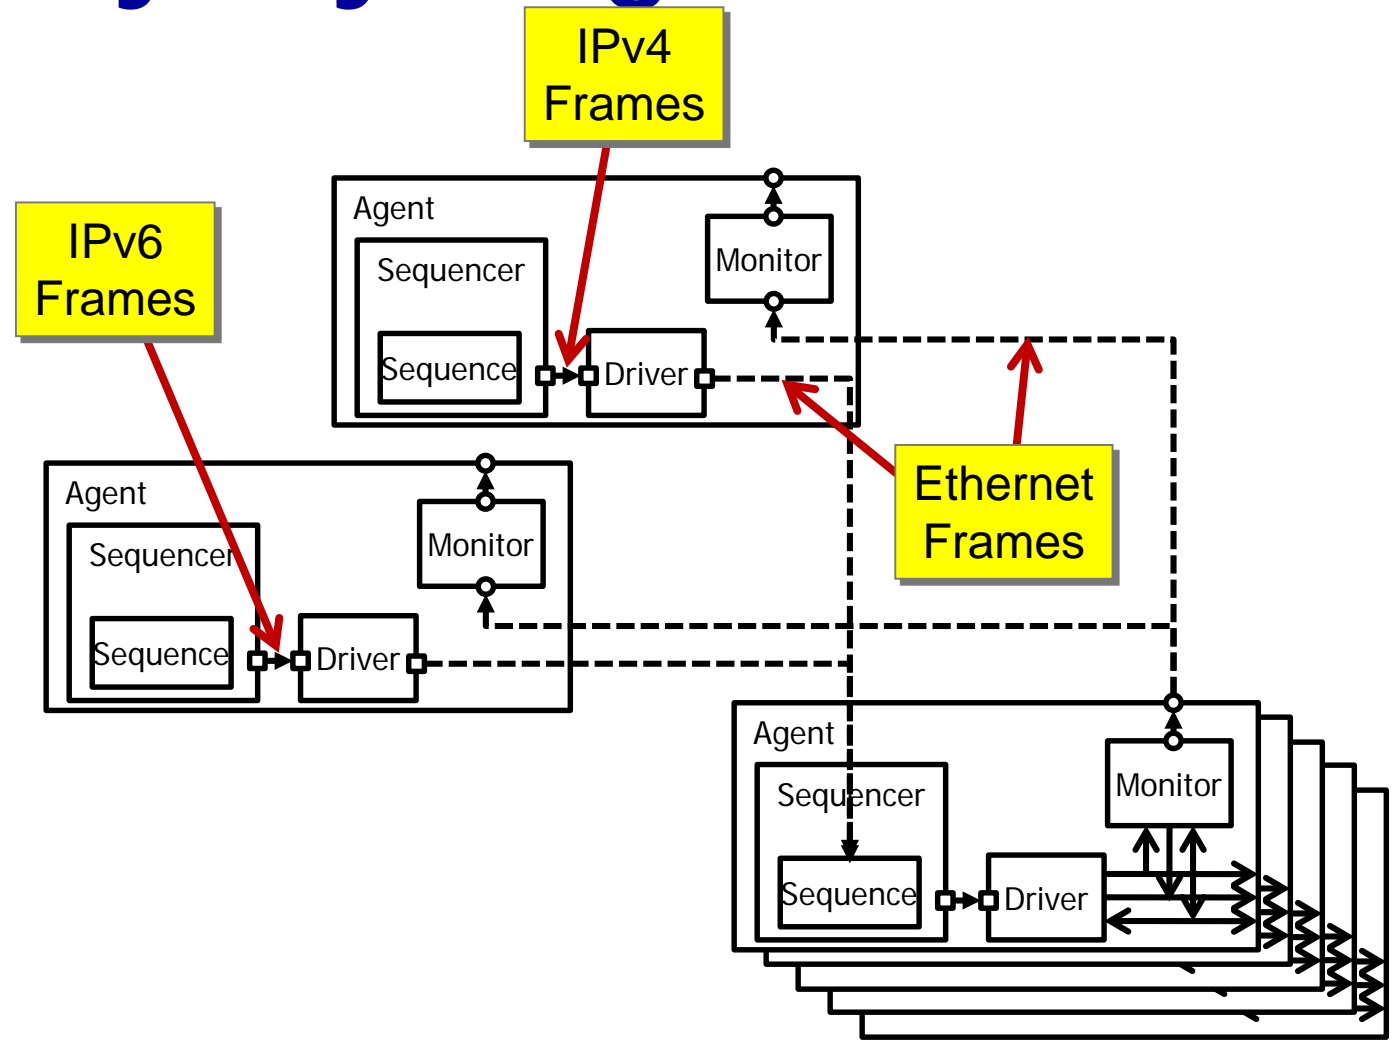 IPv4
Frames
IPv6
Frames
Agent
Sequencer
Sequence
Driver
Monitor
Agent
Sequencer
Sequence
Driver
Monitor
Ethernet
Frames
Agent
Sequencer
Sequence
Driver
Monitor